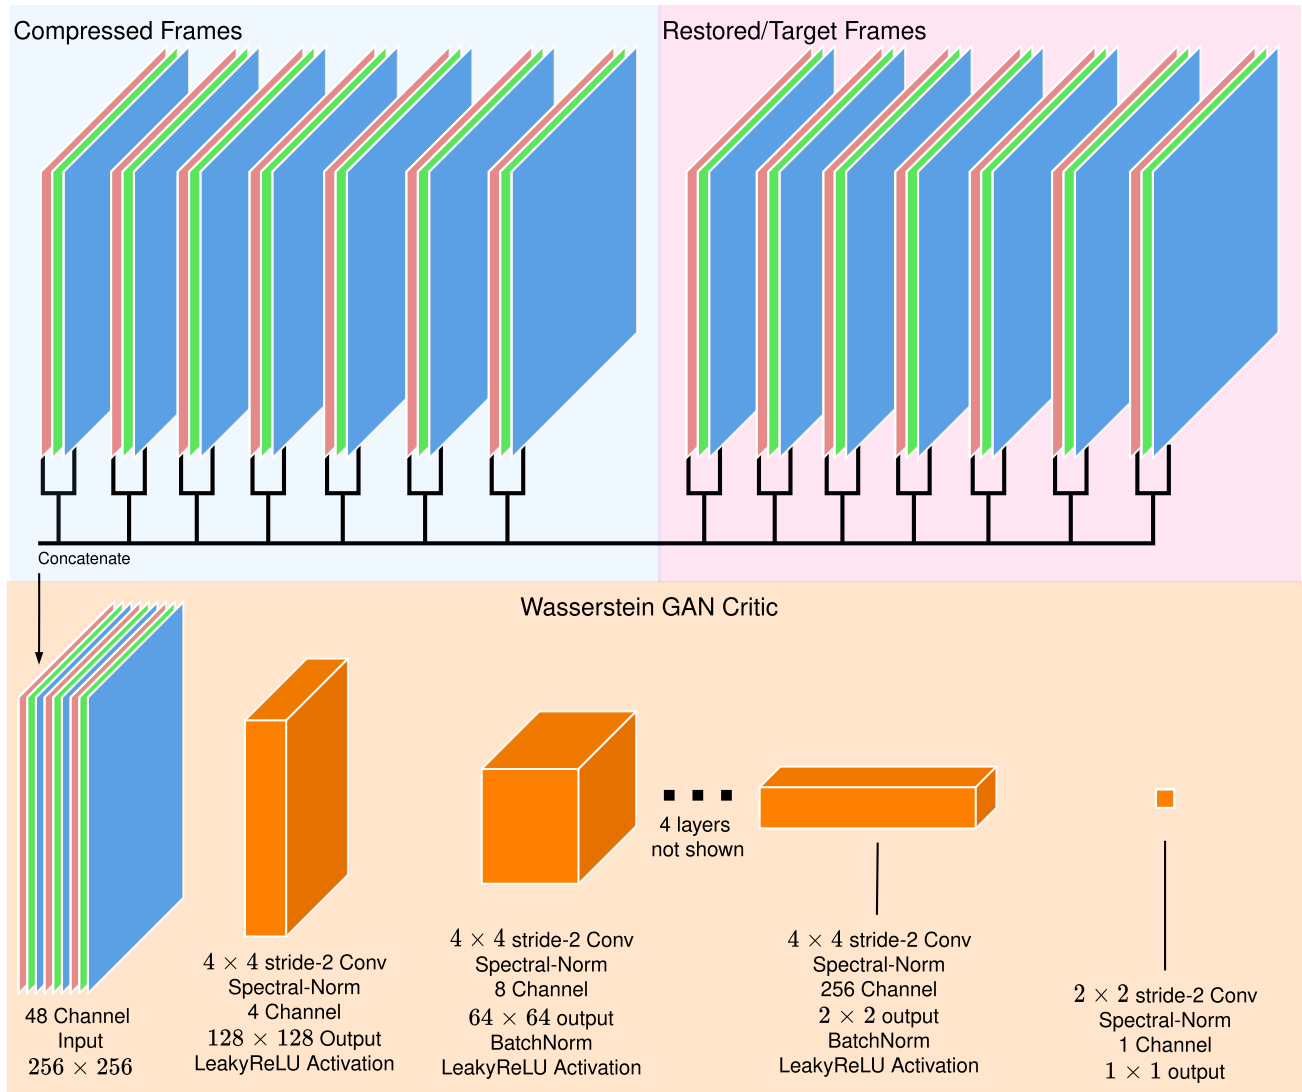 Compressed Frames
Restored/Target Frames
Concatenate
Wasserstein GAN Critic
48 Channel
Input
256 × 256
4 × 4 stride-2 Conv
Spectral-Norm
4 Channel
128 × 128 Output
LeakyReLU Activation
4 × 4 stride-2 Conv
Spectral-Norm
8 Channel
64 × 64 output
BatchNorm
LeakyReLU Activation
4 layers
not shown
4 × 4 stride-2 Conv
Spectral-Norm
256 Channel
2 × 2 output
BatchNorm
LeakyReLU Activation
2 × 2 stride-2 Conv
Spectral-Norm
1 Channel
1 × 1 output